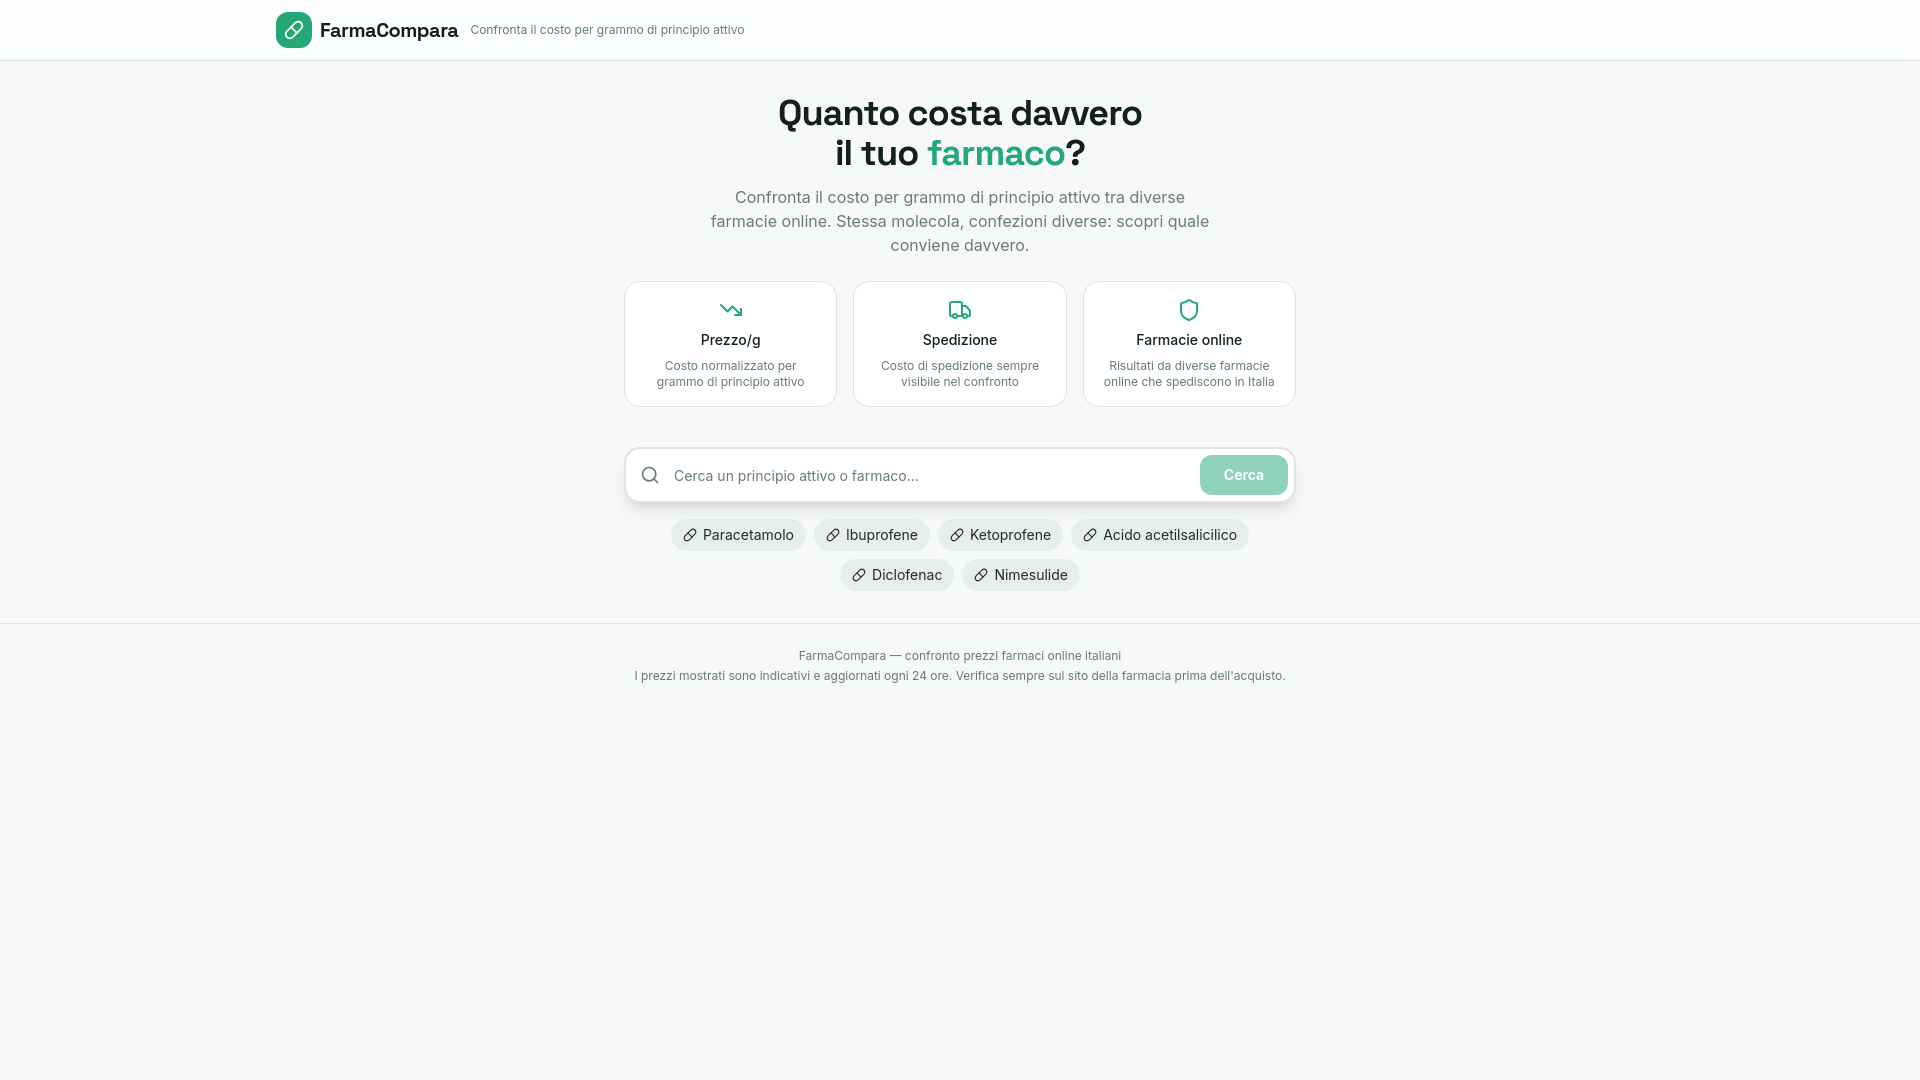 FarmaCompara
Confronta il costo per grammo di principio attivo
Quanto costa davvero
il tuo farmaco?
Confronta il costo per grammo di principio attivo tra diverse
farmacie online. Stessa molecola, confezioni diverse: scopri quale
conviene davvero.
Prezzo/g
Costo normalizzato per
grammo di principio attivo
Spedizione
Costo di spedizione sempre
visibile nel confronto
Farmacie online
Risultati da diverse farmacie
online che spediscono in Italia
Cerca un principio attivo o farmaco...
Cerca
Paracetamolo
Ibuprofene
Ketoprofene
Acido acetilsalicilico
Diclofenac
Nimesulide
FarmaCompara — confronto prezzi farmaci online italiani
I prezzi mostrati sono indicativi e aggiornati ogni 24 ore. Verifica sempre sul sito della farmacia prima dell'acquisto.